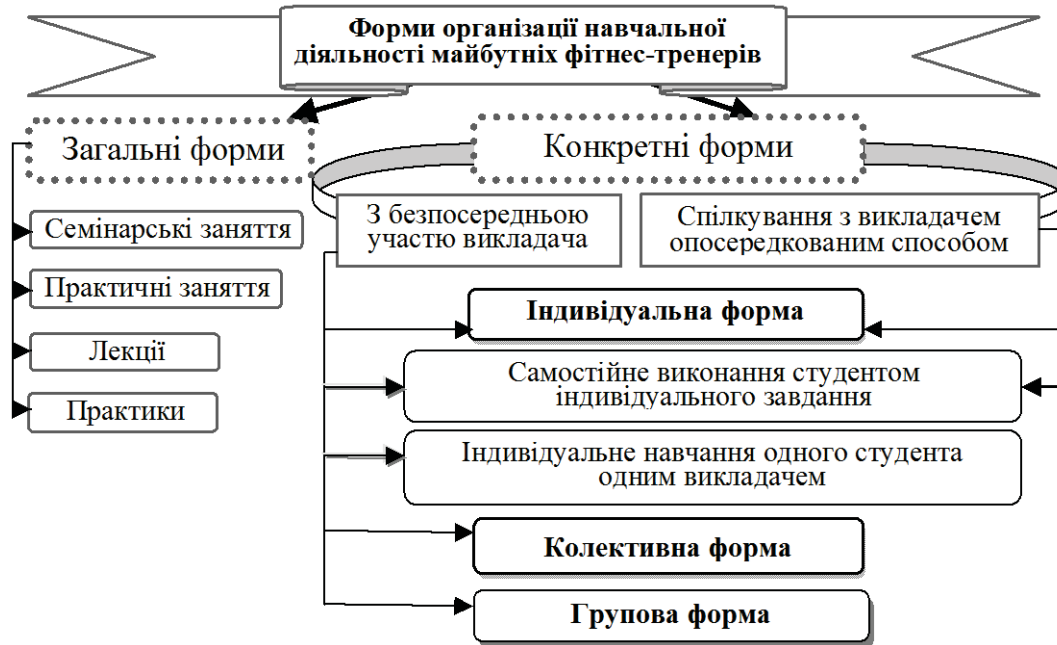 Форми організації навчальної
діяльності майбутніх фітнес-тренерів
Загальні форми
Семінарські заняття
Практичні заняття
Лекції
Практики
Конкретні форми
З безпосередньою
участю викладача
Спілкування з викладачем
опосередкованим способом
Індивідуальна форма
Самостійне виконання студентом
індивідуального завдання
Індивідуальне навчання одного студента
одним викладачем
Колективна форма
Групова форма